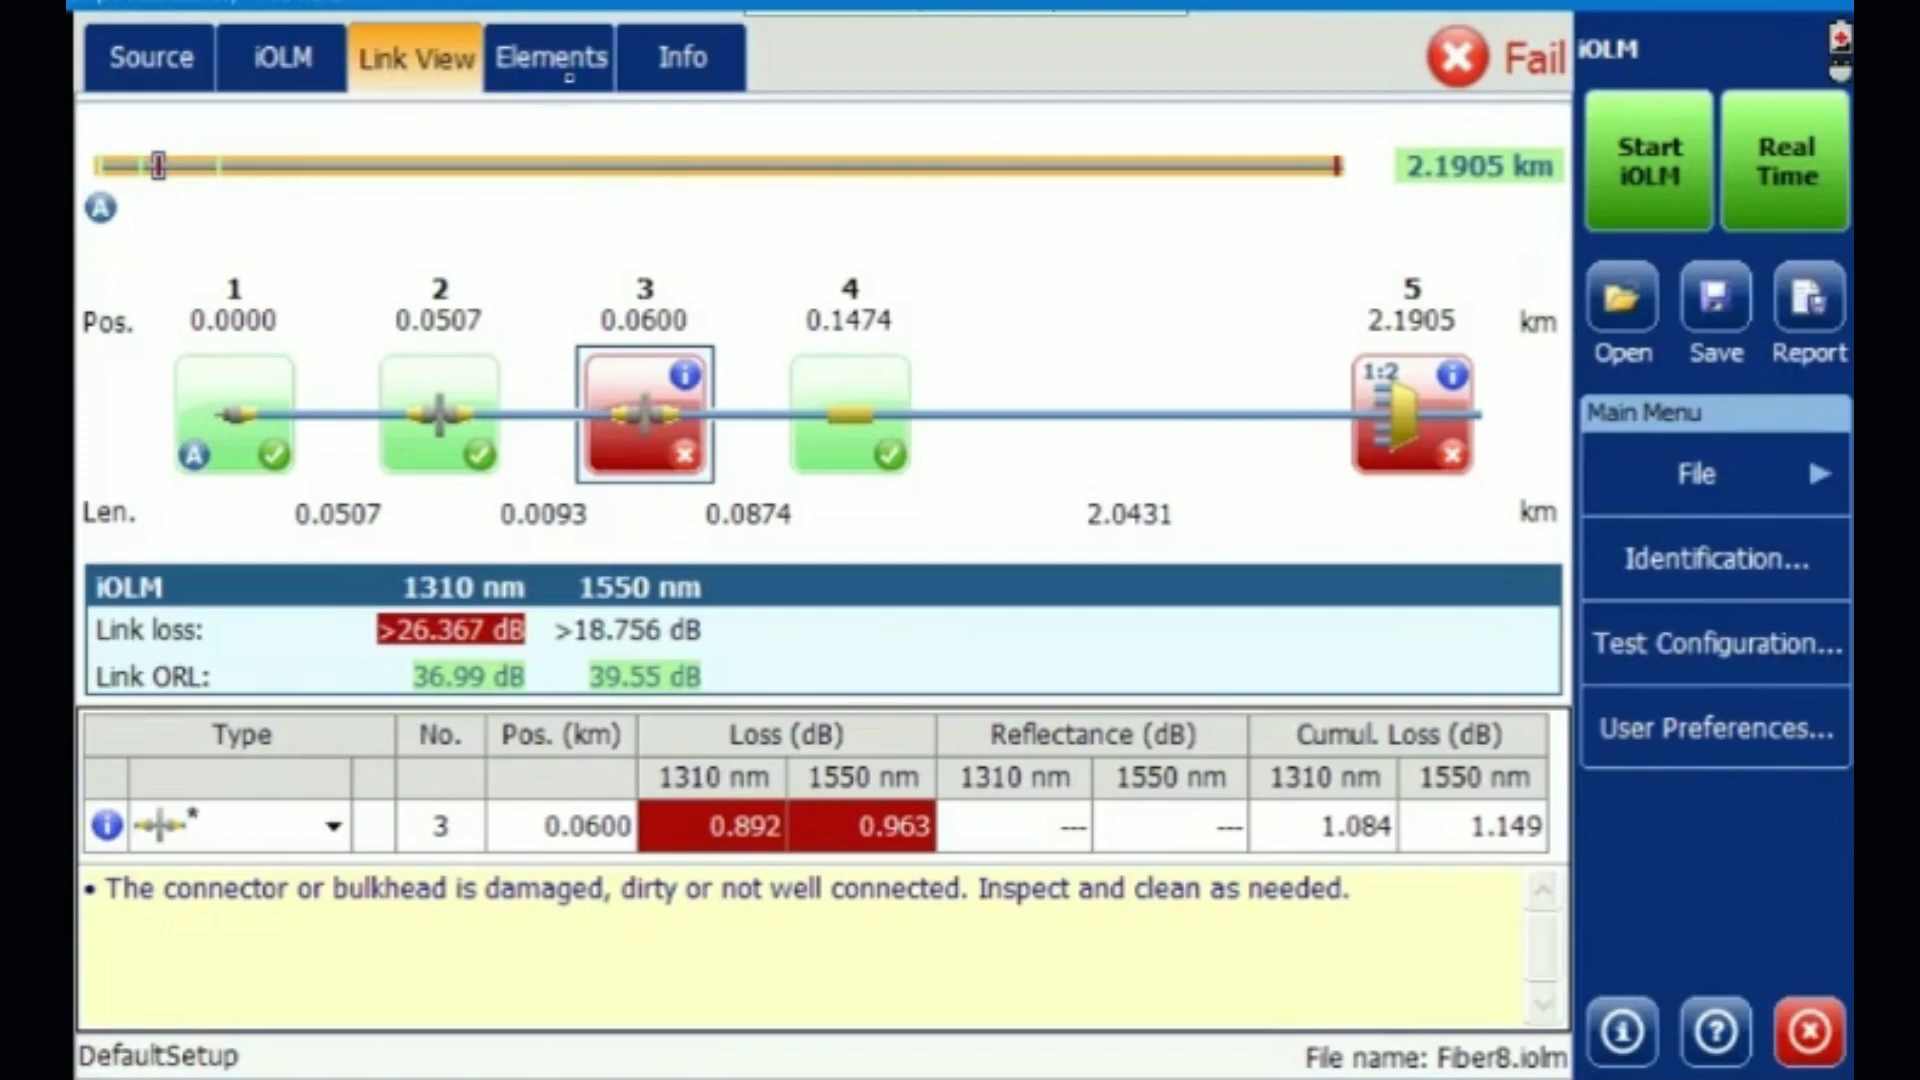 Source iOLM Link View Elements Info Fail iOLM
2.1905 km
A
Start iOLM
Real Time
Open Save Report
1 2 3 4 5
Pos. 0.0000 0.0507 0.0600 0.1474 2.1905 km
1:2
A
Len. 0.0507 0.0093 0.0874 2.0431 km
Main Menu
File
Identification...
Test Configuration...
User Preferences...
iOLM 1310 nm 1550 nm
Link loss: >26.367 dB >18.756 dB
Link ORL: 36.99 dB 39.55 dB
Type No. Pos. (km) Loss (dB) Reflectance (dB) Cumul. Loss (dB)
1310 nm 1550 nm 1310 nm 1550 nm 1310 nm 1550 nm
i * 3 0.0600 0.892 0.963 --- --- 1.084 1.149
• The connector or bulkhead is damaged, dirty or not well connected. Inspect and clean as needed.
DefaultSetup File name: Fiber8.iolm